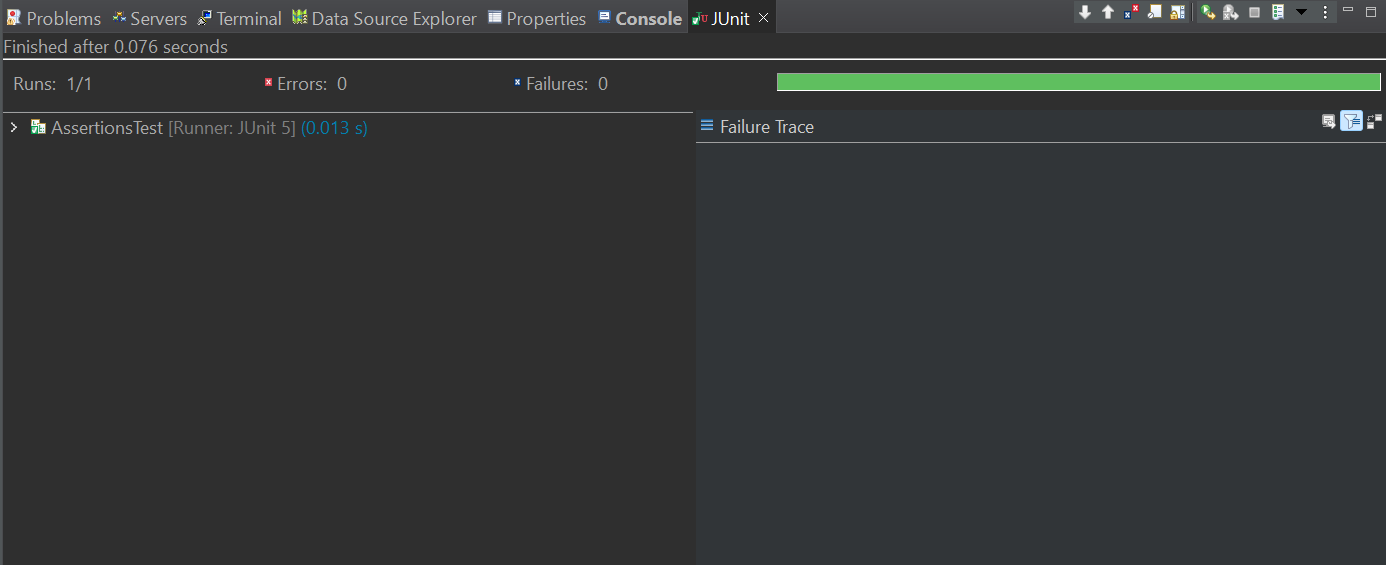 Problems Servers Terminal Data Source Explorer Properties Console JUnit
Finished after 0.076 seconds
Runs: 1/1 Errors: 0 Failures: 0
AssertionsTest [Runner: JUnit 5] (0.013 s)
Failure Trace